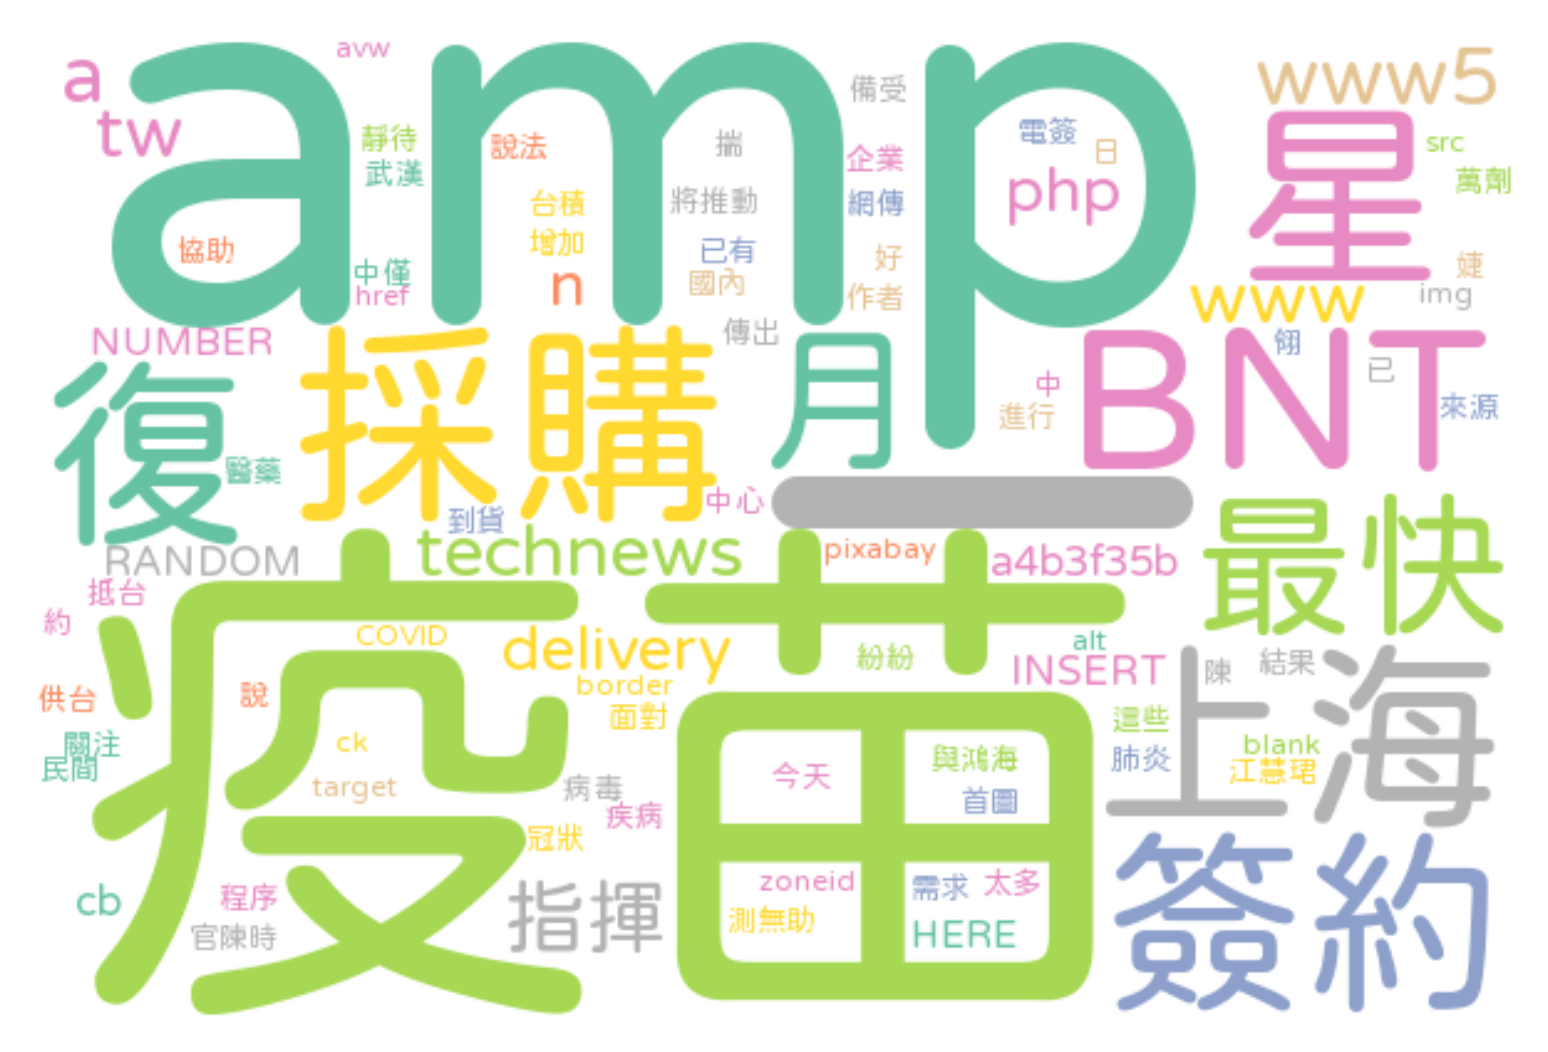 amp
avw
a
tw
www5
星
src
萬劑
備受
電簽
日
php
靜待
武漢
說法
揣
企業
台積
將推動
網傳
增加
已有
協助
中僅
href
n
國內
好
作者
婕
img
www
傳出
NUMBER
復
採購
月
BNT
翎
已
來源
中
進行
醫藥
中心
一
到貨
technews
RANDOM
pixabay
a4b3f35b
最快
抵台
約
疫苗
COVID
delivery
紛紛
alt
INSERT
陳
結果
上海
border
供台
說
面對
這些
關注
民間
ck
肺炎
blank
江慧珺
與鴻海
今天
target
病毒
首圖
疾病
冠狀
簽約
cb
程序
指揮
zoneid
需求
太多
官陳時
測無助
HERE